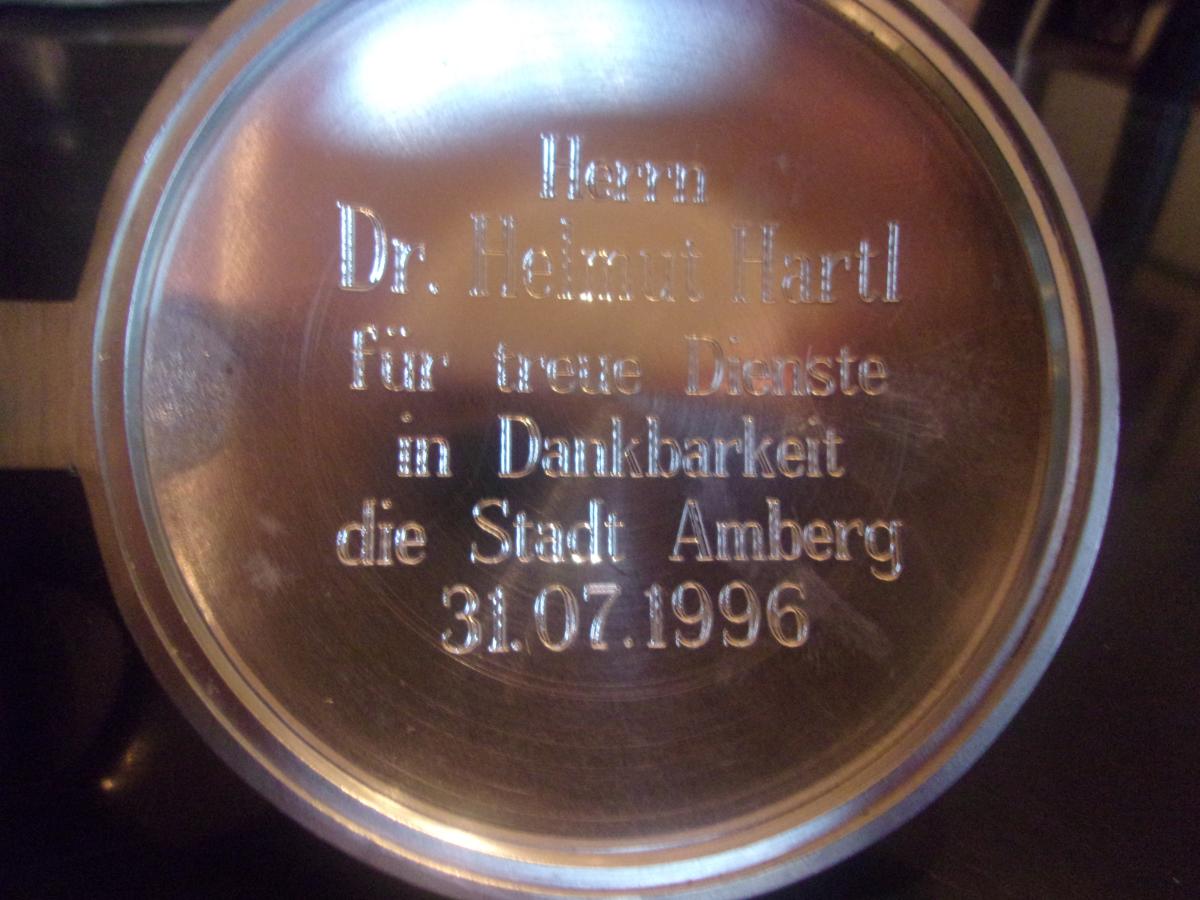 Herrn
Dr. Helmut Hartl
für treue Dienste
in Dankbarkeit
die Stadt Amberg
31.07.1996